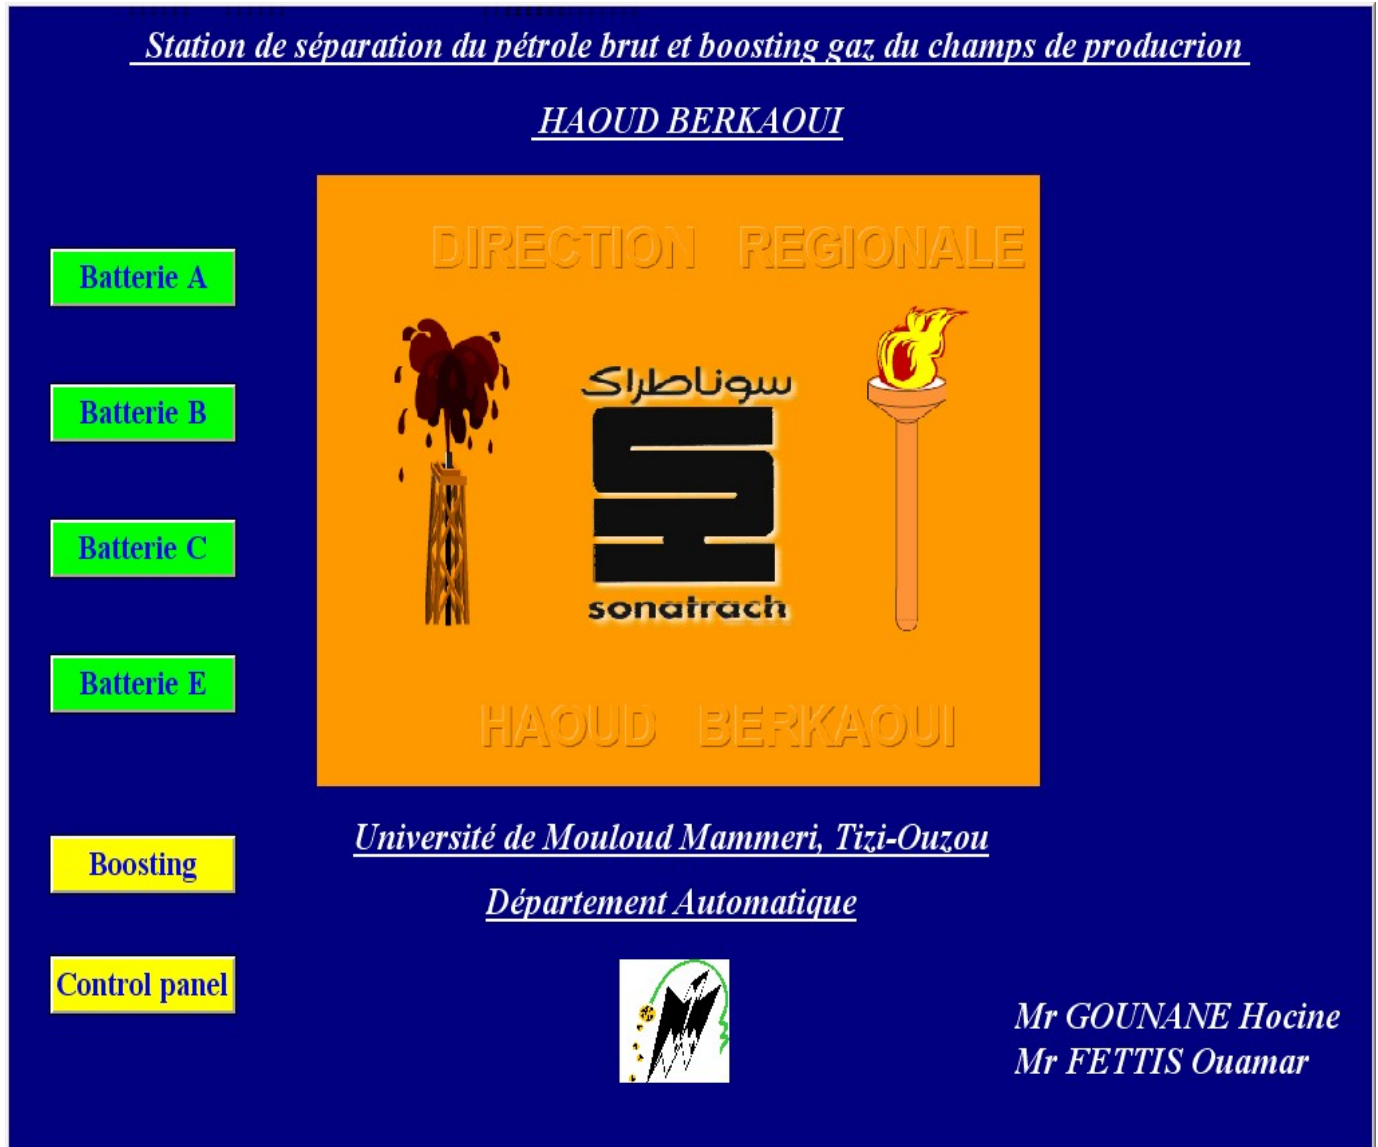 Station de séparation du pétrole brut et boosting gaz du champs de producrion
HAOUD BERKAOUI
DIRECTION REGIONALE
Batterie A
Batterie B
Batterie C
Batterie E
سوناطراك
sonatrach
HAOUD BERKAOUI
Boosting
Control panel
Université de Mouloud Mammeri, Tizi-Ouzou
Département Automatique
Mr GOUNANE Hocine
Mr FETTIS Ouamar